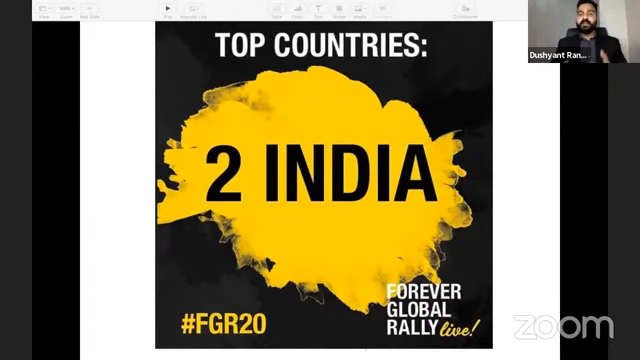 TOP COUNTRIES:
2 INDIA
#FGR20
FOREVER
GLOBAL
RALLY live!
Dushyant Ran...
zoom